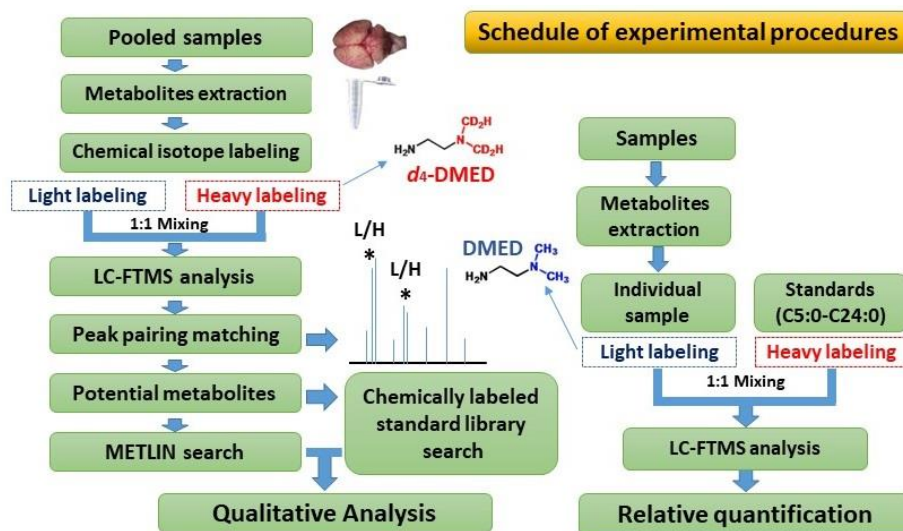 Schedule of experimental procedures
Pooled samples
Metabolites extraction
Chemical isotope labeling
Light labeling
Heavy labeling
1:1 Mixing
LC-FTMS analysis
Peak pairing matching
Potential metabolites
METLIN search
H₂N
N
CD₂H
CD₂H
d₄-DMED
L/H
*
L/H
*
Chemically labeled
standard library
search
Qualitative Analysis
DMED
H₂N
N
CH₃
CH₃
Samples
Metabolites
extraction
Individual
sample
Standards
(C5:0-C24:0)
Light labeling
Heavy labeling
1:1 Mixing
LC-FTMS analysis
Relative quantification